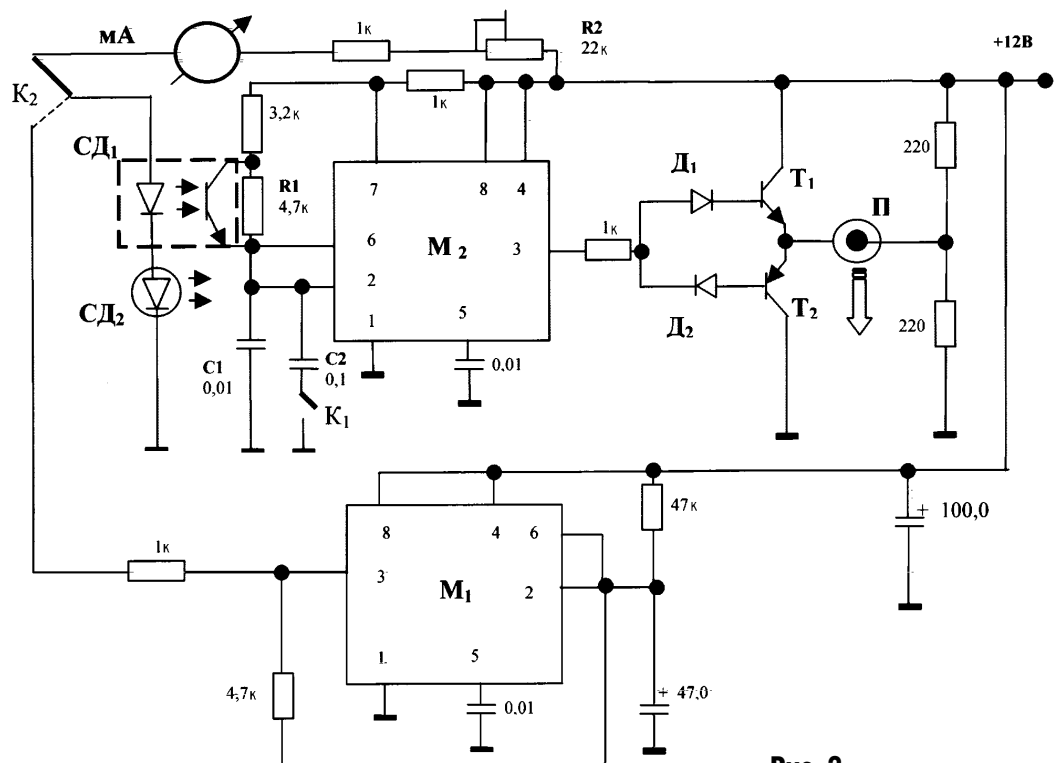 мА
1к
R2
22к
+12В
К₂
1к
3,2к
220
СД₁
R1
4,7к
7
8
4
Д₁
Т₁
П
6
М₂
3
1к
2
СД₂
5
Д₂
Т₂
220
1
С1
0,01
С2
0,1
0,01
К₁
47к
+ 100,0
8
4
6
1к
3
М₁
2
1
5
4,7к
0,01
+ 47,0